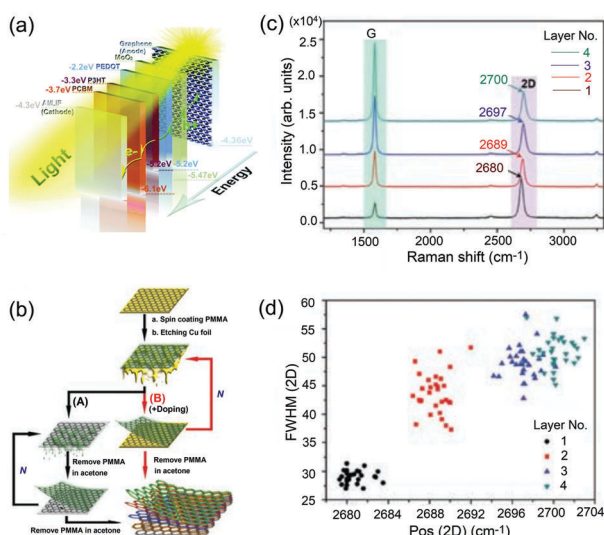 (a)
Graphene
(Anode)
MoO₃
-2.2eV PEDOT
-3.3eV P3HT
-3.7eV PCBM
-4.3eV
(Cathode)
Light
e-
-4.36eV
-5.2eV
-5.2eV
-5.47eV
-6.1eV
Energy
(b)
a. Spin coating PMMA
b. Etching Cu foil
N
(A)
(B)
(+Doping)
N
Remove PMMA
in acetone
Remove PMMA
in acetone
Remove PMMA in acetone
(c)
2.5 ×10⁴
2.0
1.5
1.0
0.5
0.0
Intensity (arb. units)
G
2D
Layer No.
4
3
2
1
2700
2697
2689
2680
1500 2000 2500 3000
Raman shift (cm⁻¹)
(d)
60
55
50
45
40
35
30
25
FWHM (2D)
Layer No.
1
2
3
4
2680 2684 2688 2692 2696 2700 2704
Pos (2D) (cm⁻¹)